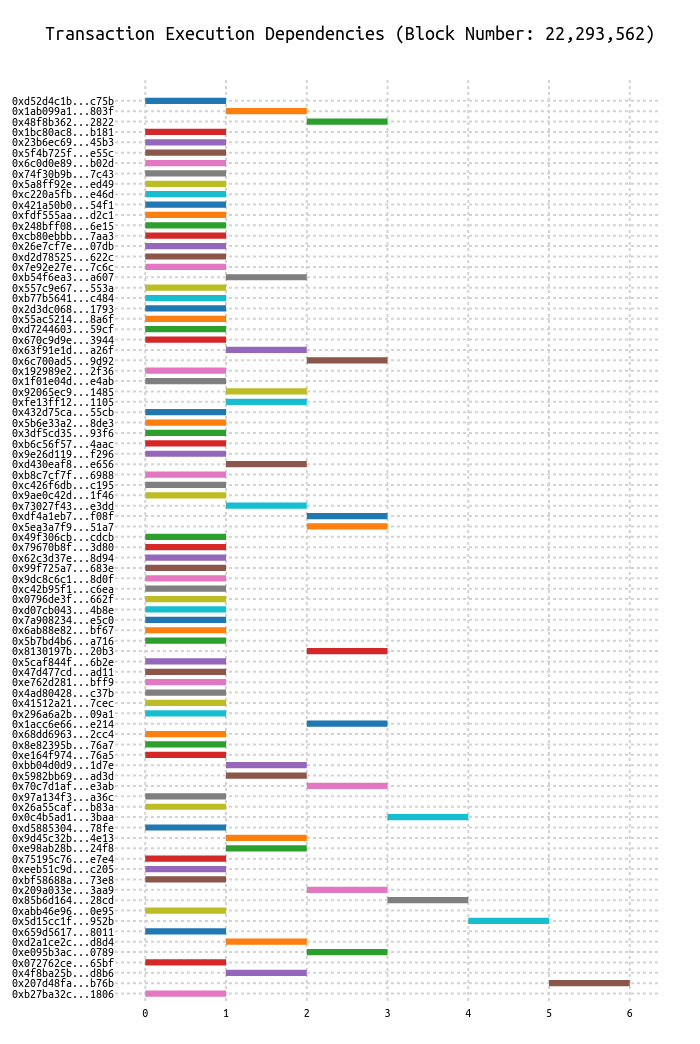 Transaction Execution Dependencies (Block Number: 22,293,562)
0xd52d4c1b...c75b
0x1ab099a1...803f
0x48f8b362...2822
0x1bc80ac8...b181
0x23b6ec69...45b3
0x5f4b725f...e55c
0x6c0d0e89...b02d
0x74f30b9b...7c43
0x5a8ff92e...ed49
0xc220a5fb...e46d
0x421a50b0...54f1
0xfdf555aa...d2c1
0x248bff08...6e15
0xcb80ebbb...7aa3
0x26e7cf7e...07db
0xd2d78525...622c
0x7e92e27e...7c6c
0xb54f6ea3...a607
0x557c9e67...553a
0xb77b5641...c484
0x2d3dc068...1793
0x55ac5214...8a6f
0xd7244603...59cf
0x670c9d9e...3944
0x63f91e1d...a26f
0x6c700ad5...9d92
0x192989e2...2f36
0x1f01e04d...e4ab
0x92065ec9...1485
0xfe13ff12...1105
0x432d75ca...55cb
0x5b6e33a2...8de3
0x3df5cd35...93f6
0xb6c56f57...4aac
0x9e26d119...f296
0xd430eaf8...e656
0xb8c7cf7f...6988
0xc426f6db...c195
0x9ae0c42d...1f46
0x73027f43...e3dd
0xdf4a1eb7...f08f
0x5ea3a7f9...51a7
0x49f306cb...cdcb
0x79670b8f...3d80
0x62c3d37e...8d94
0x99f725a7...683e
0x9dc8c6c1...8d0f
0xc42b95f1...c6ea
0x0796de3f...662f
0xd07cb043...4b8e
0x7a908234...e5c0
0x6ab88e82...bf67
0x5b7bd4b6...a716
0x8130197b...20b3
0x5caf844f...6b2e
0x47d477cd...ad11
0xe762d281...bff9
0x4ad80428...c37b
0x41512a21...7cec
0x296a6a2b...09a1
0x1acc6e66...e214
0x68dd6963...2cc4
0x8e82395b...76a7
0xe164f974...76a5
0xbb04d0d9...1d7e
0x5982bb69...ad3d
0x70c7d1af...e3ab
0x97a134f3...a36c
0x26a55caf...b83a
0x0c4b5ad1...3baa
0xd5885304...78fe
0x9d45c32b...4e13
0xe98ab28b...24f8
0x75195c76...e7e4
0xeeb51c9d...c205
0xbf58688a...73e8
0x209a033e...3aa9
0x85b6d164...28cd
0xabb46e96...0e95
0x5d15cc1f...952b
0x659d5617...8011
0xd2a1ce2c...d8d4
0xe095b3ac...0789
0x072762ce...65bf
0x4f8ba25b...d8b6
0x207d48fa...b76b
0xb27ba32c...1806
0 1 2 3 4 5 6